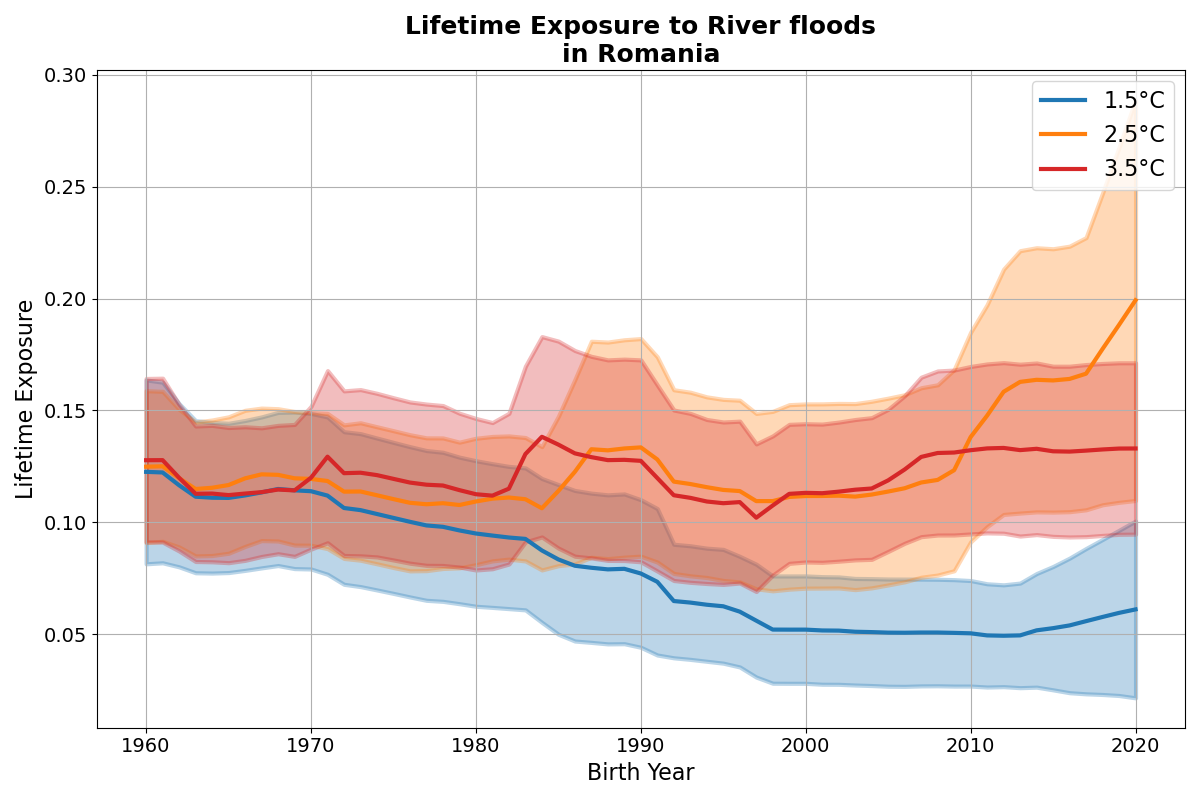 Lifetime Exposure to River floods
in Romania
0.30
0.25
0.20
0.15
0.10
0.05
Lifetime Exposure
1960
1970
1980
1990
2000
2010
2020
Birth Year
1.5°C
2.5°C
3.5°C